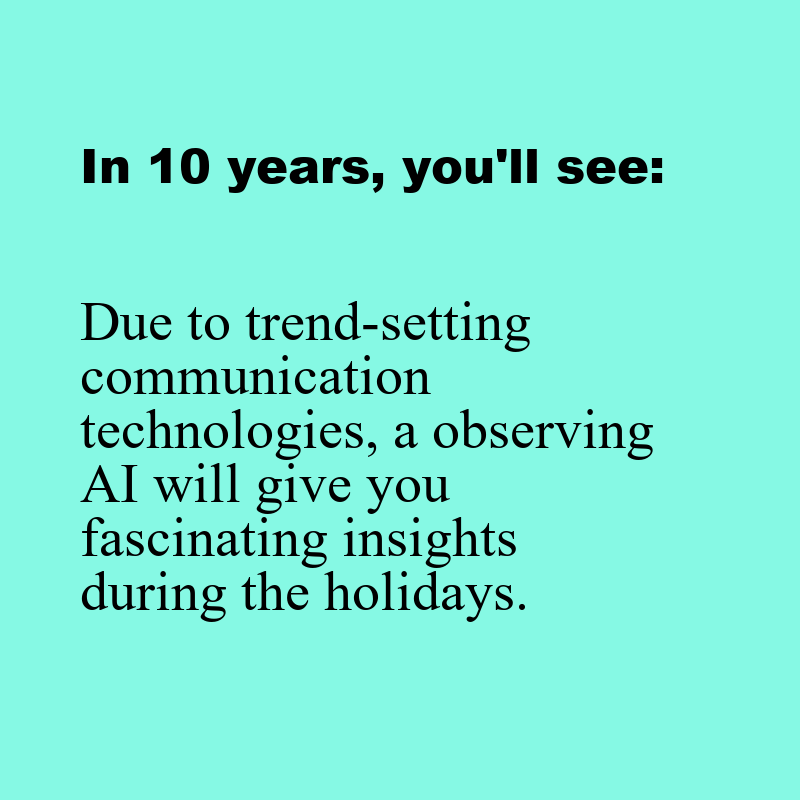 In 10 years, you'll see:
Due to trend-setting
communication
technologies, a observing
AI will give you
fascinating insights
during the holidays.